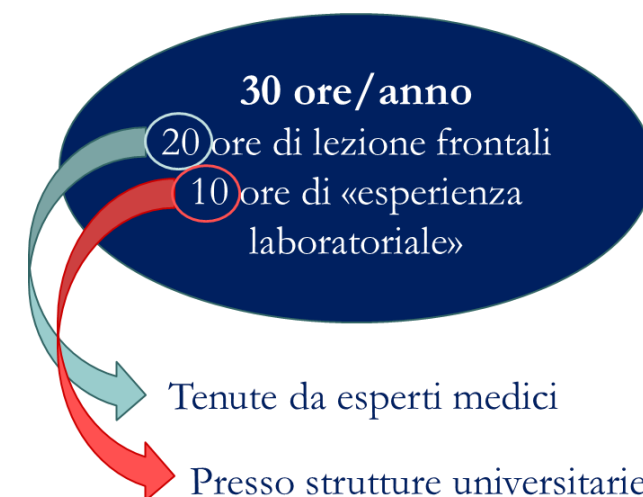 30 ore/anno
20 ore di lezione frontali
10 ore di «esperienza
laboratoriale»
Tenute da esperti medici
Presso strutture universitarie